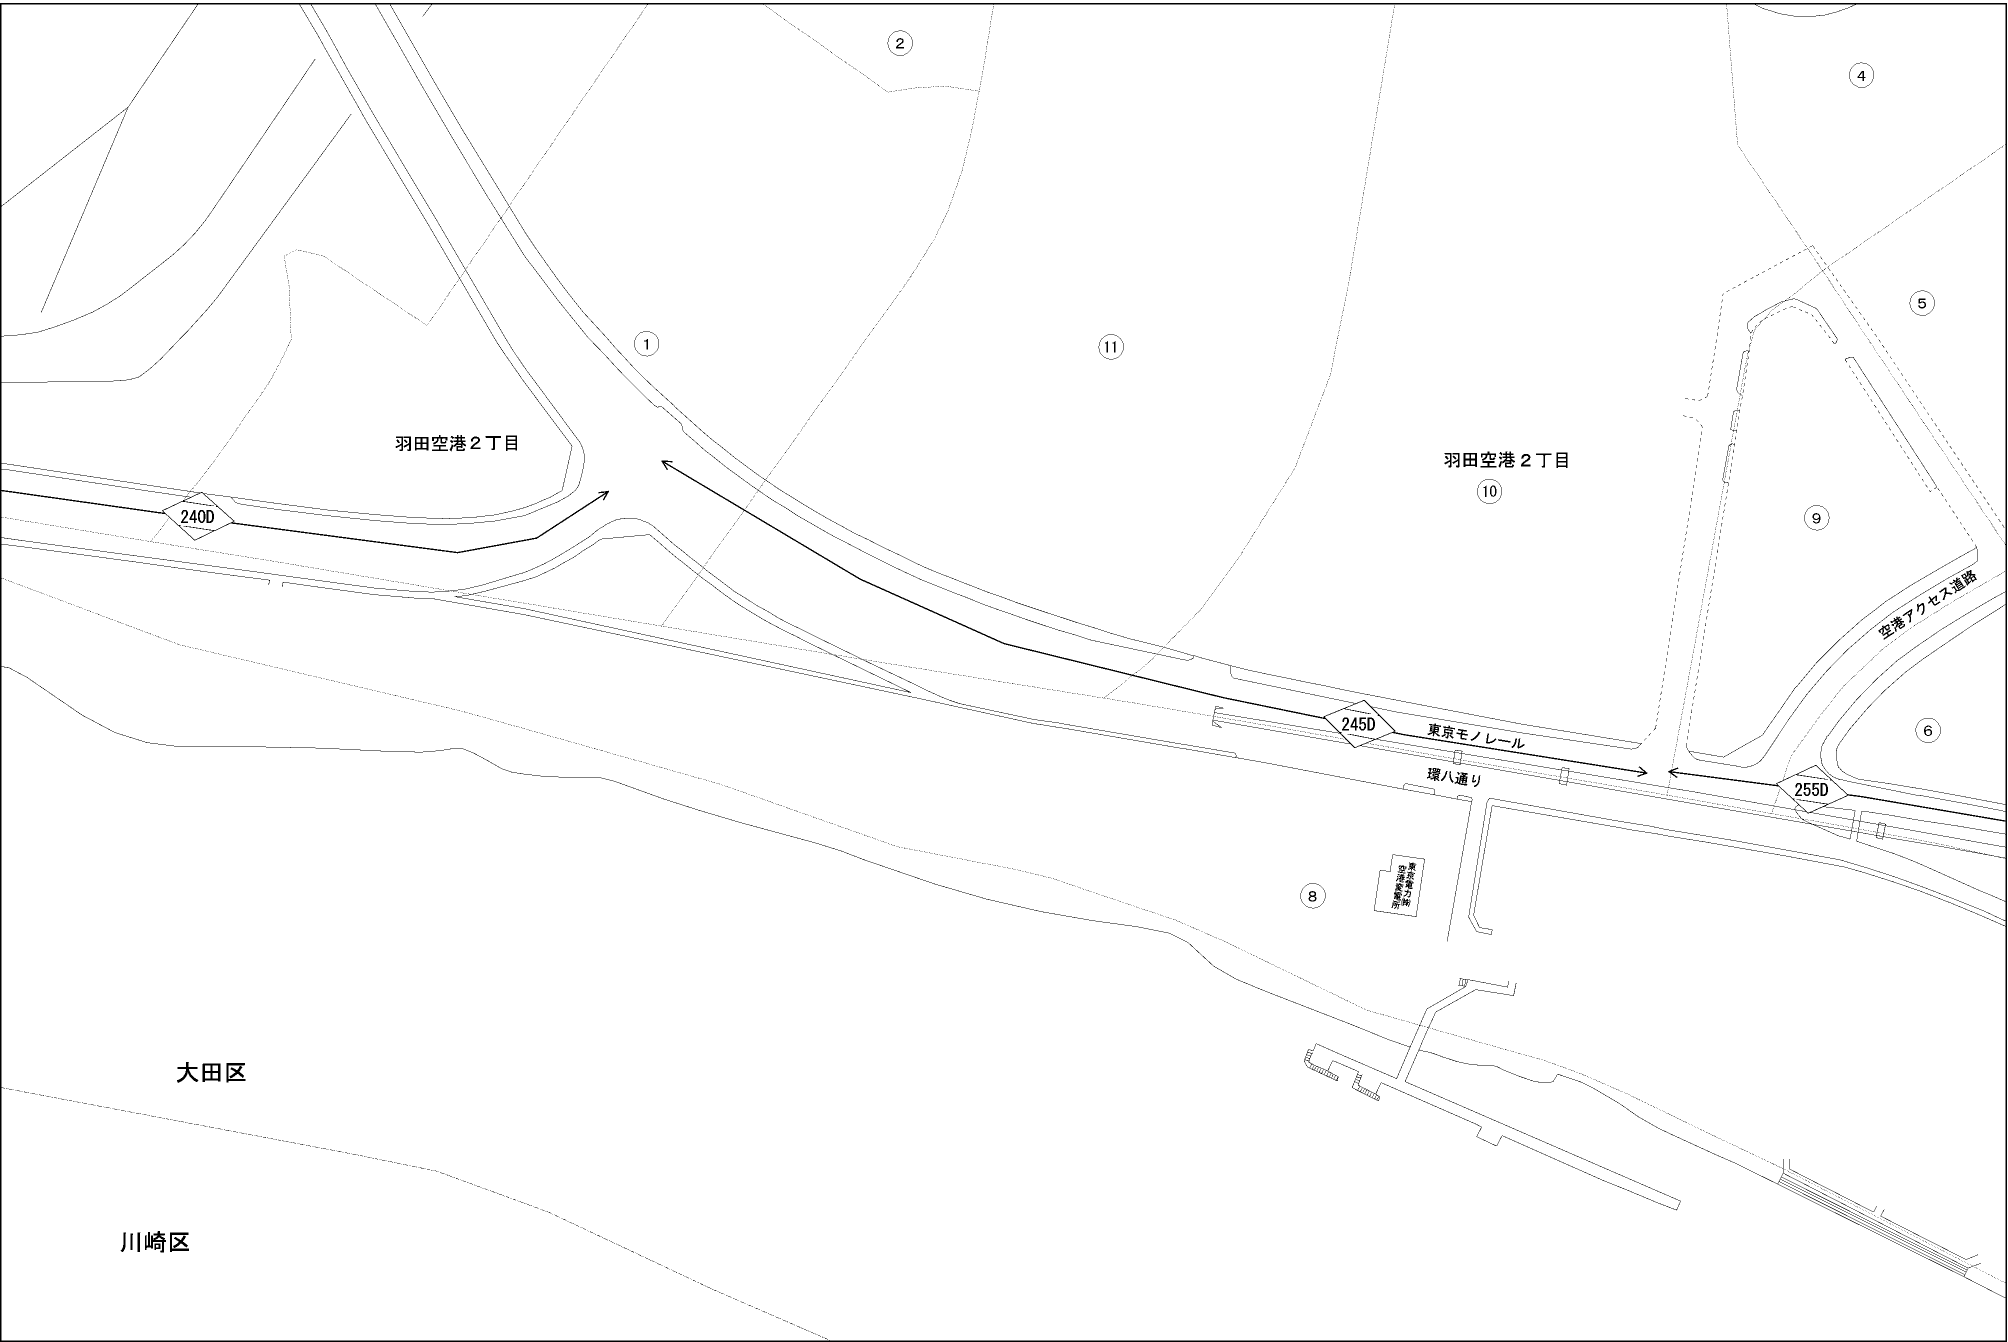 ②
④
⑤
①
⑪
羽田空港２丁目
羽田空港２丁目
⑩
240D
⑨
空港アクセス道路
245D
東京モノレール
⑥
環八通り
255D
東京電力㈱
空港変電所
⑧
大田区
川崎区